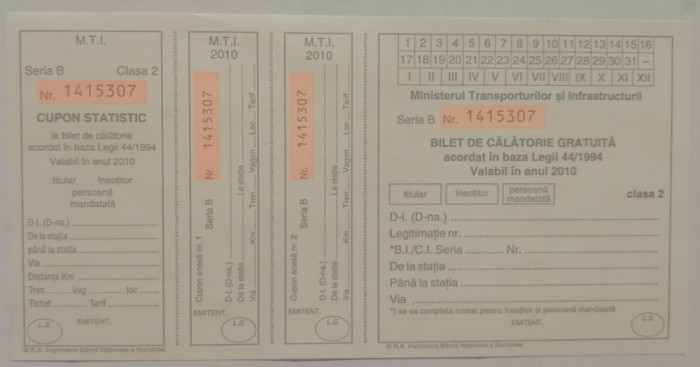 M.T.I.
Seria B Clasa 2
Nr. 1415307
CUPON STATISTIC
la bilet de călătorie
acordat în baza Legii 44/1994
Valabil în anul 2010
titular însoțitor
persoană
mandatată
D-l. (D-na)
De la stația
până la stația
Via
Distanța Km
Tren Vag. loc
Tichet Tarif
EMITENT,
L.S.
© R.A. Imprimeria Băncii Naționale a României
M.T.I.
2010
Cupon anexă nr. 1 Seria B Nr. 1415307
D-l. (D-na.)
De la stația La stația
Via Km Tren Vagon Loc Tarif
EMITENT,
L.S.
M.T.I.
2010
Cupon anexă nr. 2 Seria B Nr. 1415307
D-l. (D-na.)
De la stația La stația
Via Km Tren Vagon Loc Tarif
EMITENT,
L.S.
1 2 3 4 5 6 7 8 9 10 11 12 13 14 15 16
17 18 19 20 21 22 23 24 25 26 27 28 29 30 31 –
I II III IV V VI VII VIII IX X XI XII
Ministerul Transporturilor și Infrastructurii
Seria B Nr. 1415307
BILET DE CĂLĂTORIE GRATUITĂ
acordat în baza Legii 44/1994
Valabil în anul 2010
titular însoțitor persoană mandatată clasa 2
D-l. (D-na.)
Legitimație nr.
*B.I./C.I. Seria Nr.
De la stația
Până la stația
Via
*) se va completa numai pentru însoțitor și persoană mandatată
EMITENT,
L.S.
© R.A. Imprimeria Băncii Naționale a României